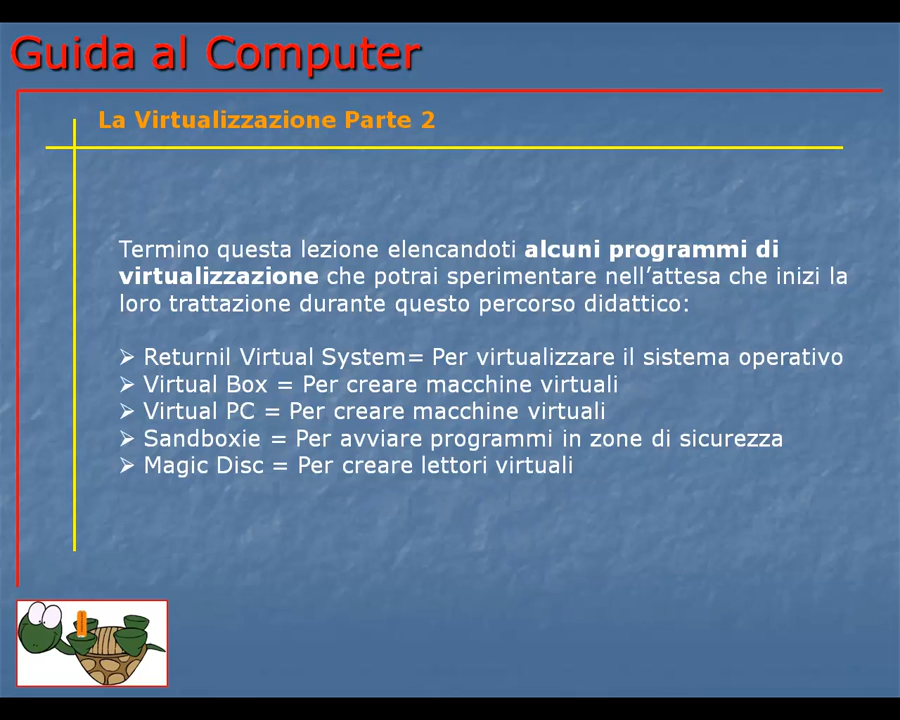 Guida al Computer
La Virtualizzazione Parte 2
Termino questa lezione elencandoti alcuni programmi di
virtualizzazione che potrai sperimentare nell’attesa che inizi la
loro trattazione durante questo percorso didattico:
➢ Returnil Virtual System= Per virtualizzare il sistema operativo
➢ Virtual Box = Per creare macchine virtuali
➢ Virtual PC = Per creare macchine virtuali
➢ Sandboxie = Per avviare programmi in zone di sicurezza
➢ Magic Disc = Per creare lettori virtuali